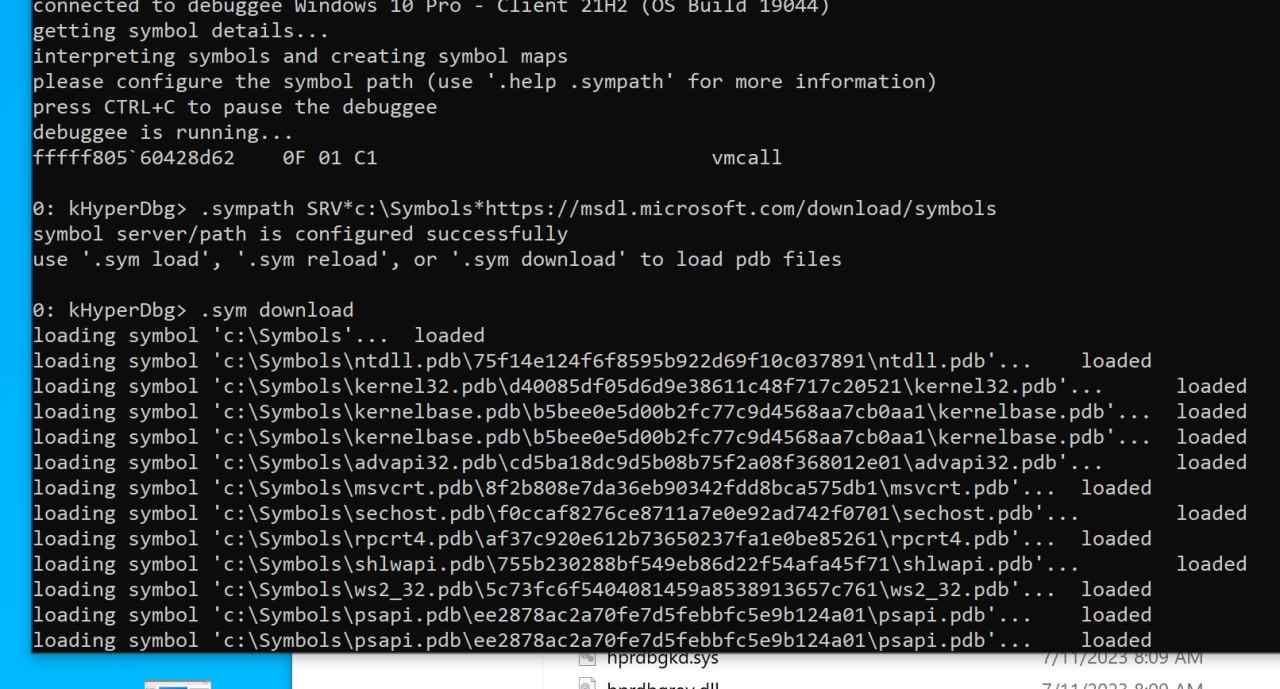 connected to debuggee Windows 10 Pro - Client 21H2 (OS Build 19044)
getting symbol details...
interpreting symbols and creating symbol maps
please configure the symbol path (use '.help .sympath' for more information)
press CTRL+C to pause the debuggee
debuggee is running...
fffff805`60428d62    0F 01 C1                            vmcall
0: kHyperDbg> .sympath SRV*c:\Symbols*https://msdl.microsoft.com/download/symbols
symbol server/path is configured successfully
use '.sym load', '.sym reload', or '.sym download' to load pdb files
0: kHyperDbg> .sym download
loading symbol 'c:\Symbols'...  loaded
loading symbol 'c:\Symbols\ntdll.pdb\75f14e124f6f8595b922d69f10c037891\ntdll.pdb'...    loaded
loading symbol 'c:\Symbols\kernel32.pdb\d40085df05d6d9e38611c48f717c20521\kernel32.pdb'...      loaded
loading symbol 'c:\Symbols\kernelbase.pdb\b5bee0e5d00b2fc77c9d4568aa7cb0aa1\kernelbase.pdb'...  loaded
loading symbol 'c:\Symbols\kernelbase.pdb\b5bee0e5d00b2fc77c9d4568aa7cb0aa1\kernelbase.pdb'...  loaded
loading symbol 'c:\Symbols\advapi32.pdb\cd5ba18dc9d5b08b75f2a08f368012e01\advapi32.pdb'...      loaded
loading symbol 'c:\Symbols\msvcrt.pdb\8f2b808e7da36eb90342fdd8bca575db1\msvcrt.pdb'...  loaded
loading symbol 'c:\Symbols\sechost.pdb\f0ccaf8276ce8711a7e0e92ad742f0701\sechost.pdb'...        loaded
loading symbol 'c:\Symbols\rpcrt4.pdb\af37c920e612b73650237fa1e0be85261\rpcrt4.pdb'...  loaded
loading symbol 'c:\Symbols\shlwapi.pdb\755b230288bf549eb86d22f54afa45f71\shlwapi.pdb'...        loaded
loading symbol 'c:\Symbols\ws2_32.pdb\5c73fc6f5404081459a8538913657c761\ws2_32.pdb'...  loaded
loading symbol 'c:\Symbols\psapi.pdb\ee2878ac2a70fe7d5febbfc5e9b124a01\psapi.pdb'...    loaded
loading symbol 'c:\Symbols\psapi.pdb\ee2878ac2a70fe7d5febbfc5e9b124a01\psapi.pdb'...    loaded
hprdbgkd.sys 7/11/2023 8:09 AM